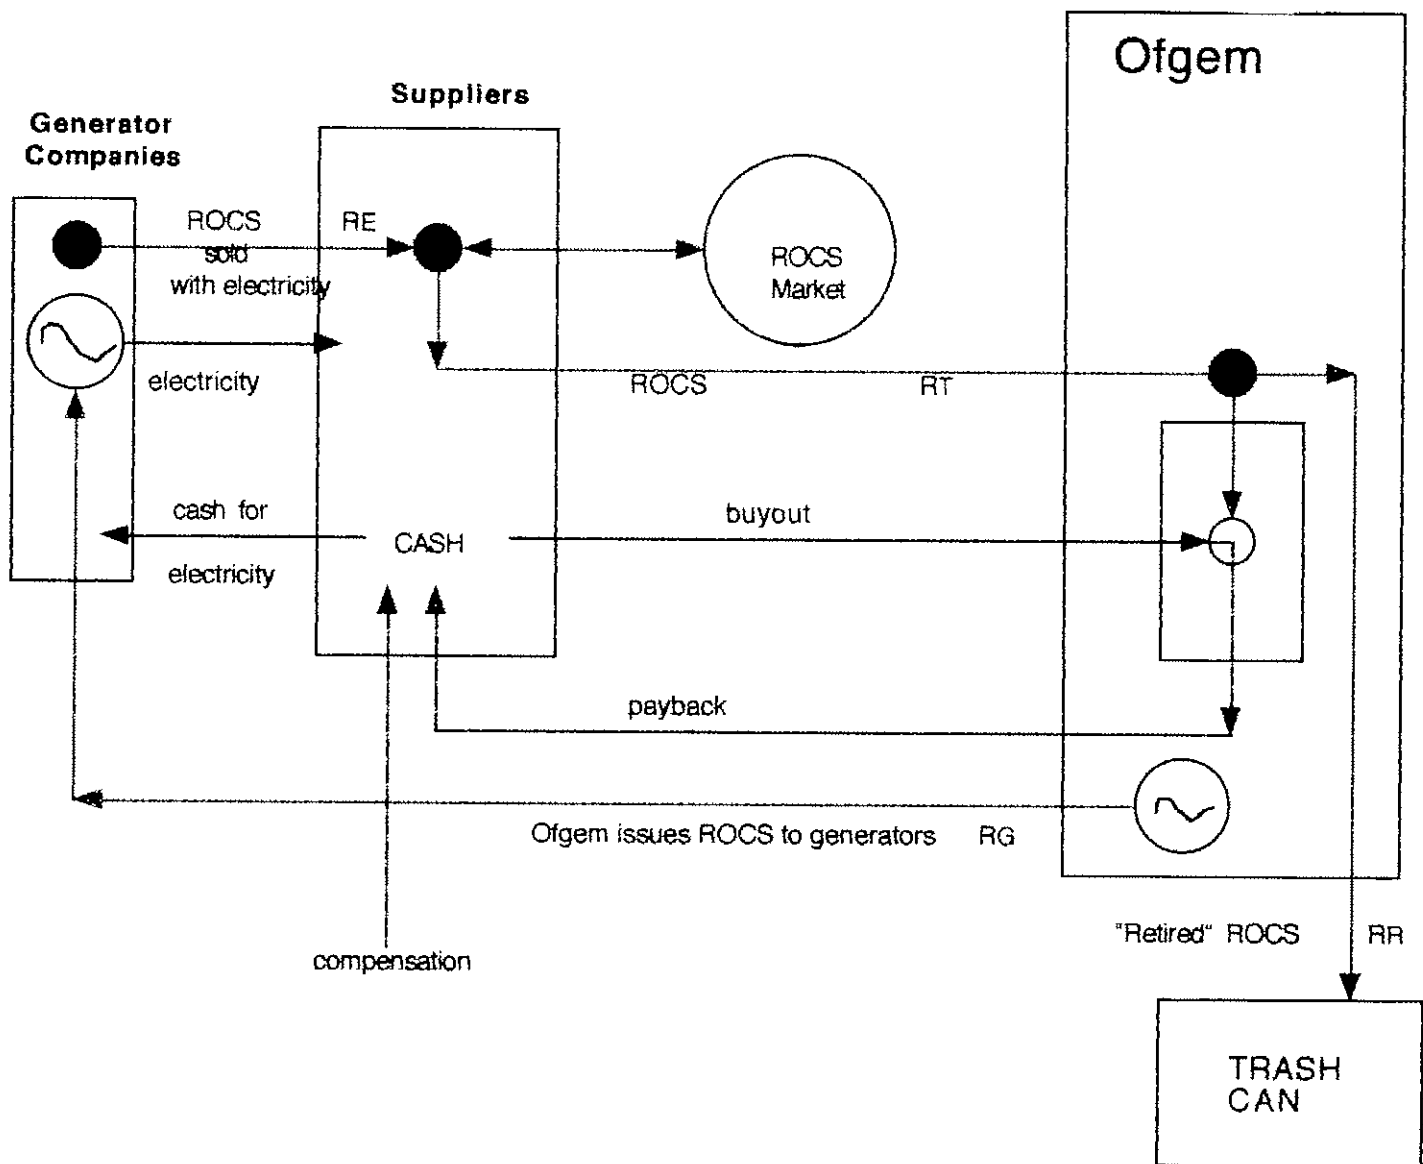 Ofgem
Suppliers
Generator
Companies
ROCS
sold
with electricity
RE
ROCS
Market
electricity
ROCS
RT
cash for
electricity
CASH
buyout
payback
Ofgem issues ROCS to generators
RG
compensation
"Retired" ROCS
RR
TRASH
CAN